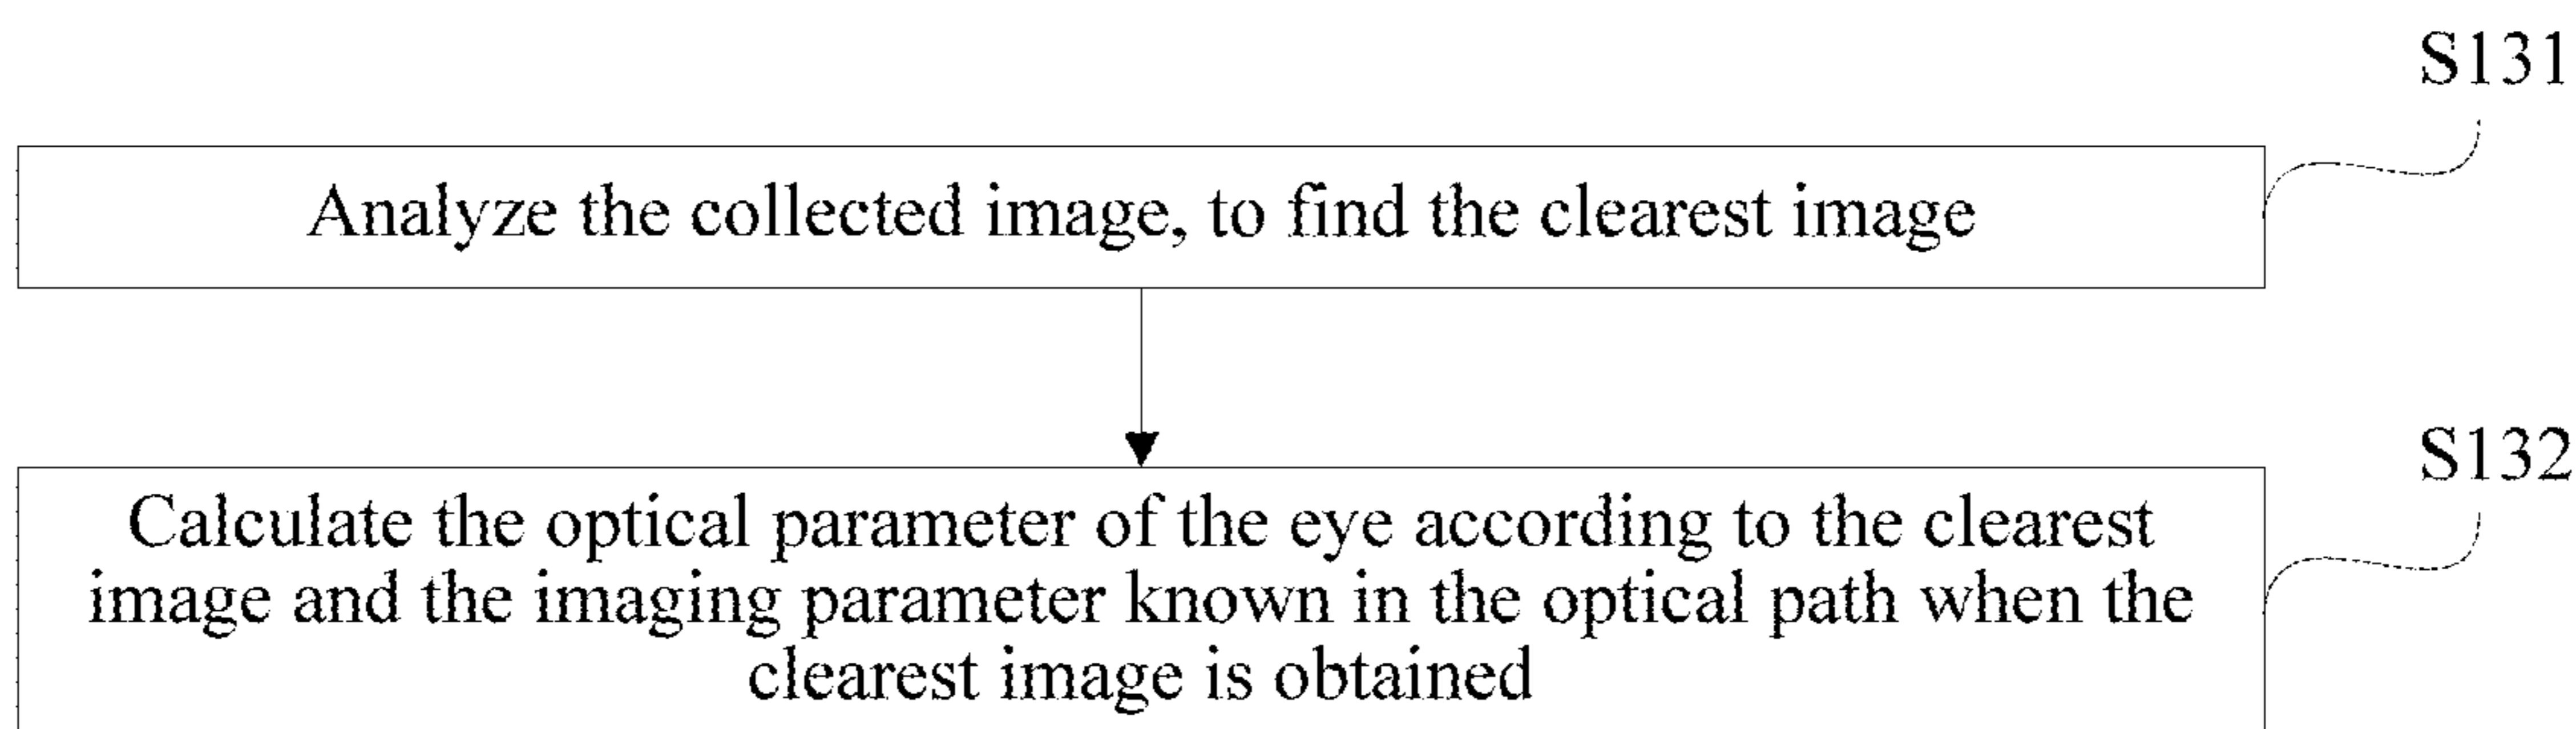 S131
Analyze the collected image, to find the clearest image
S132
Calculate the optical parameter of the eye according to the clearest
image and the imaging parameter known in the optical path when the
clearest image is obtained